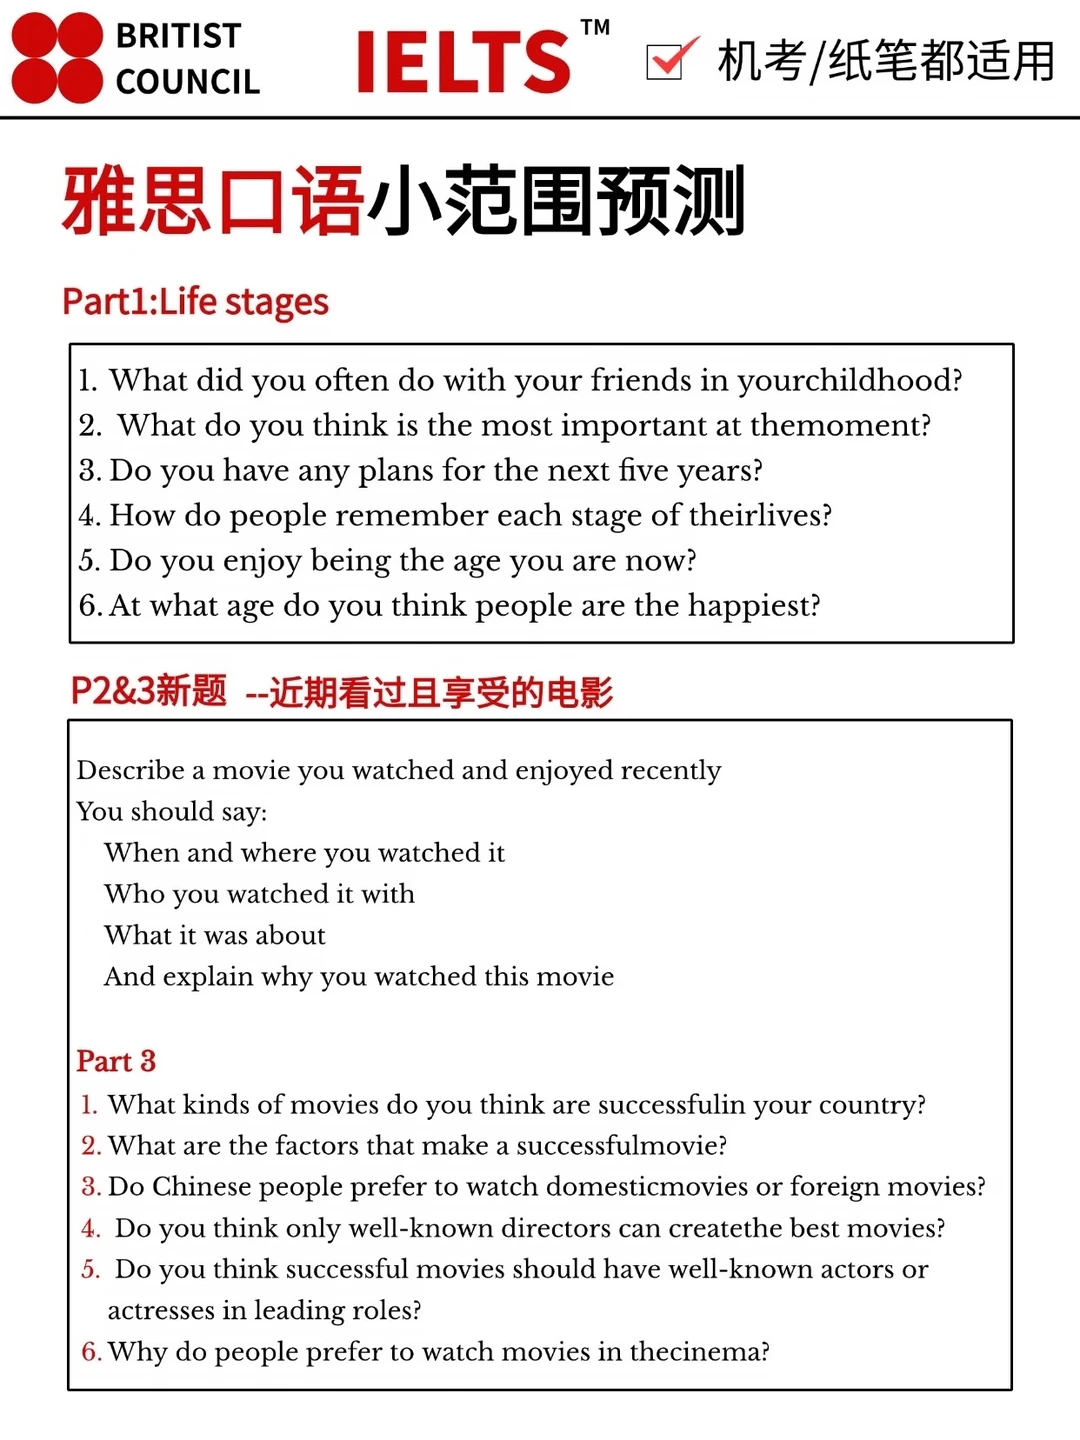 BRITIST
COUNCIL
IELTS™
机考/纸笔都适用
雅思口语小范围预测
Part1:Life stages
1. What did you often do with your friends in yourchildhood?
2. What do you think is the most important at themoment?
3. Do you have any plans for the next five years?
4. How do people remember each stage of theirlives?
5. Do you enjoy being the age you are now?
6. At what age do you think people are the happiest?
P2&3新题 --近期看过且享受的电影
Describe a movie you watched and enjoyed recently
You should say:
When and where you watched it
Who you watched it with
What it was about
And explain why you watched this movie
Part 3
1. What kinds of movies do you think are successfulin your country?
2. What are the factors that make a successfulmovie?
3. Do Chinese people prefer to watch domesticmovies or foreign movies?
4. Do you think only well-known directors can createthe best movies?
5. Do you think successful movies should have well-known actors or
actresses in leading roles?
6. Why do people prefer to watch movies in thecinema?